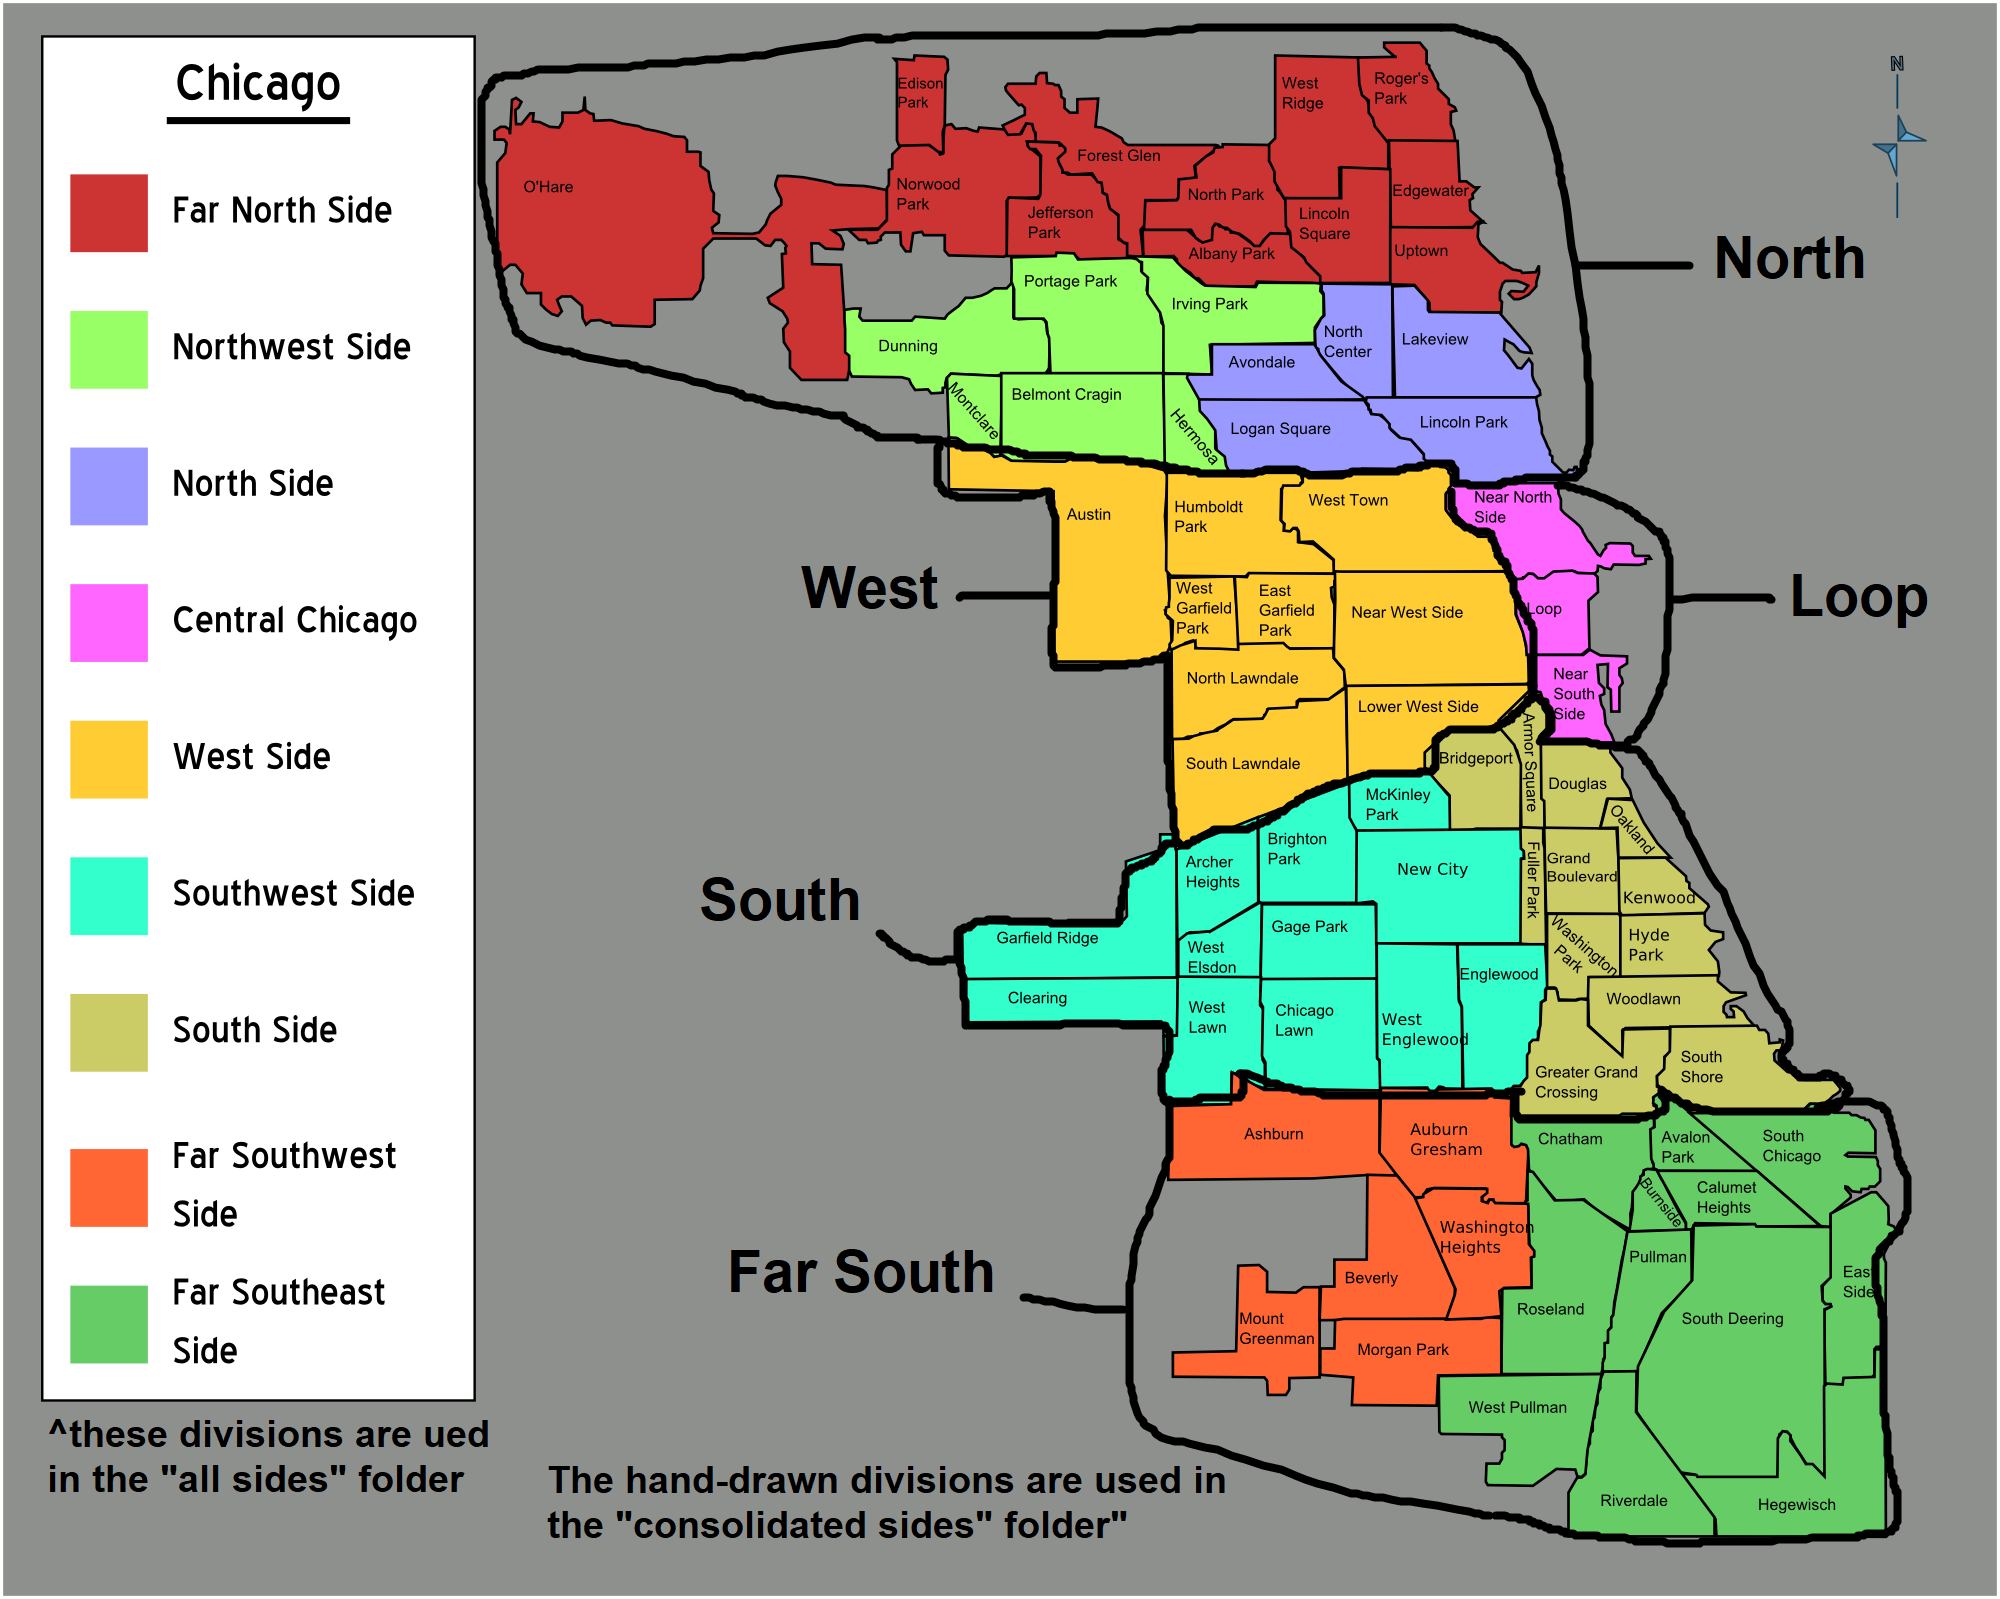 Chicago
Far North Side
Northwest Side
North Side
Central Chicago
West Side
Southwest Side
South Side
Far Southwest
Side
Far Southeast
Side
^these divisions are ued
in the "all sides" folder
The hand-drawn divisions are used in
the "consolidated sides" folder"
N
North
West
Loop
South
Far South
O'Hare
Edison
Park
Norwood
Park
Jefferson
Park
Forest Glen
North Park
Albany Park
West
Ridge
Roger's
Park
Lincoln
Square
Edgewater
Uptown
Portage Park
Irving Park
Dunning
Montclare
Belmont Cragin
Hermosa
North
Center
Lakeview
Avondale
Logan Square
Lincoln Park
Near North
Side
Loop
Near
South
Side
Austin
Humboldt
Park
West Town
West
Garfield
Park
East
Garfield
Park
Near West Side
North Lawndale
Lower West Side
South Lawndale
Bridgeport
Armor Square
Douglas
Oakland
McKinley
Park
Brighton
Park
Archer
Heights
New City
Fuller Park
Grand
Boulevard
Kenwood
Garfield Ridge
West
Elsdon
Gage Park
Washington
Park
Hyde
Park
Clearing
West
Lawn
Chicago
Lawn
West
Englewood
Englewood
Woodlawn
Greater Grand
Crossing
South
Shore
Ashburn
Auburn
Gresham
Chatham
Avalon
Park
South
Chicago
Burnside
Calumet
Heights
Washington
Heights
Beverly
Mount
Greenman
Morgan Park
Roseland
Pullman
South Deering
East
Side
West Pullman
Riverdale
Hegewisch